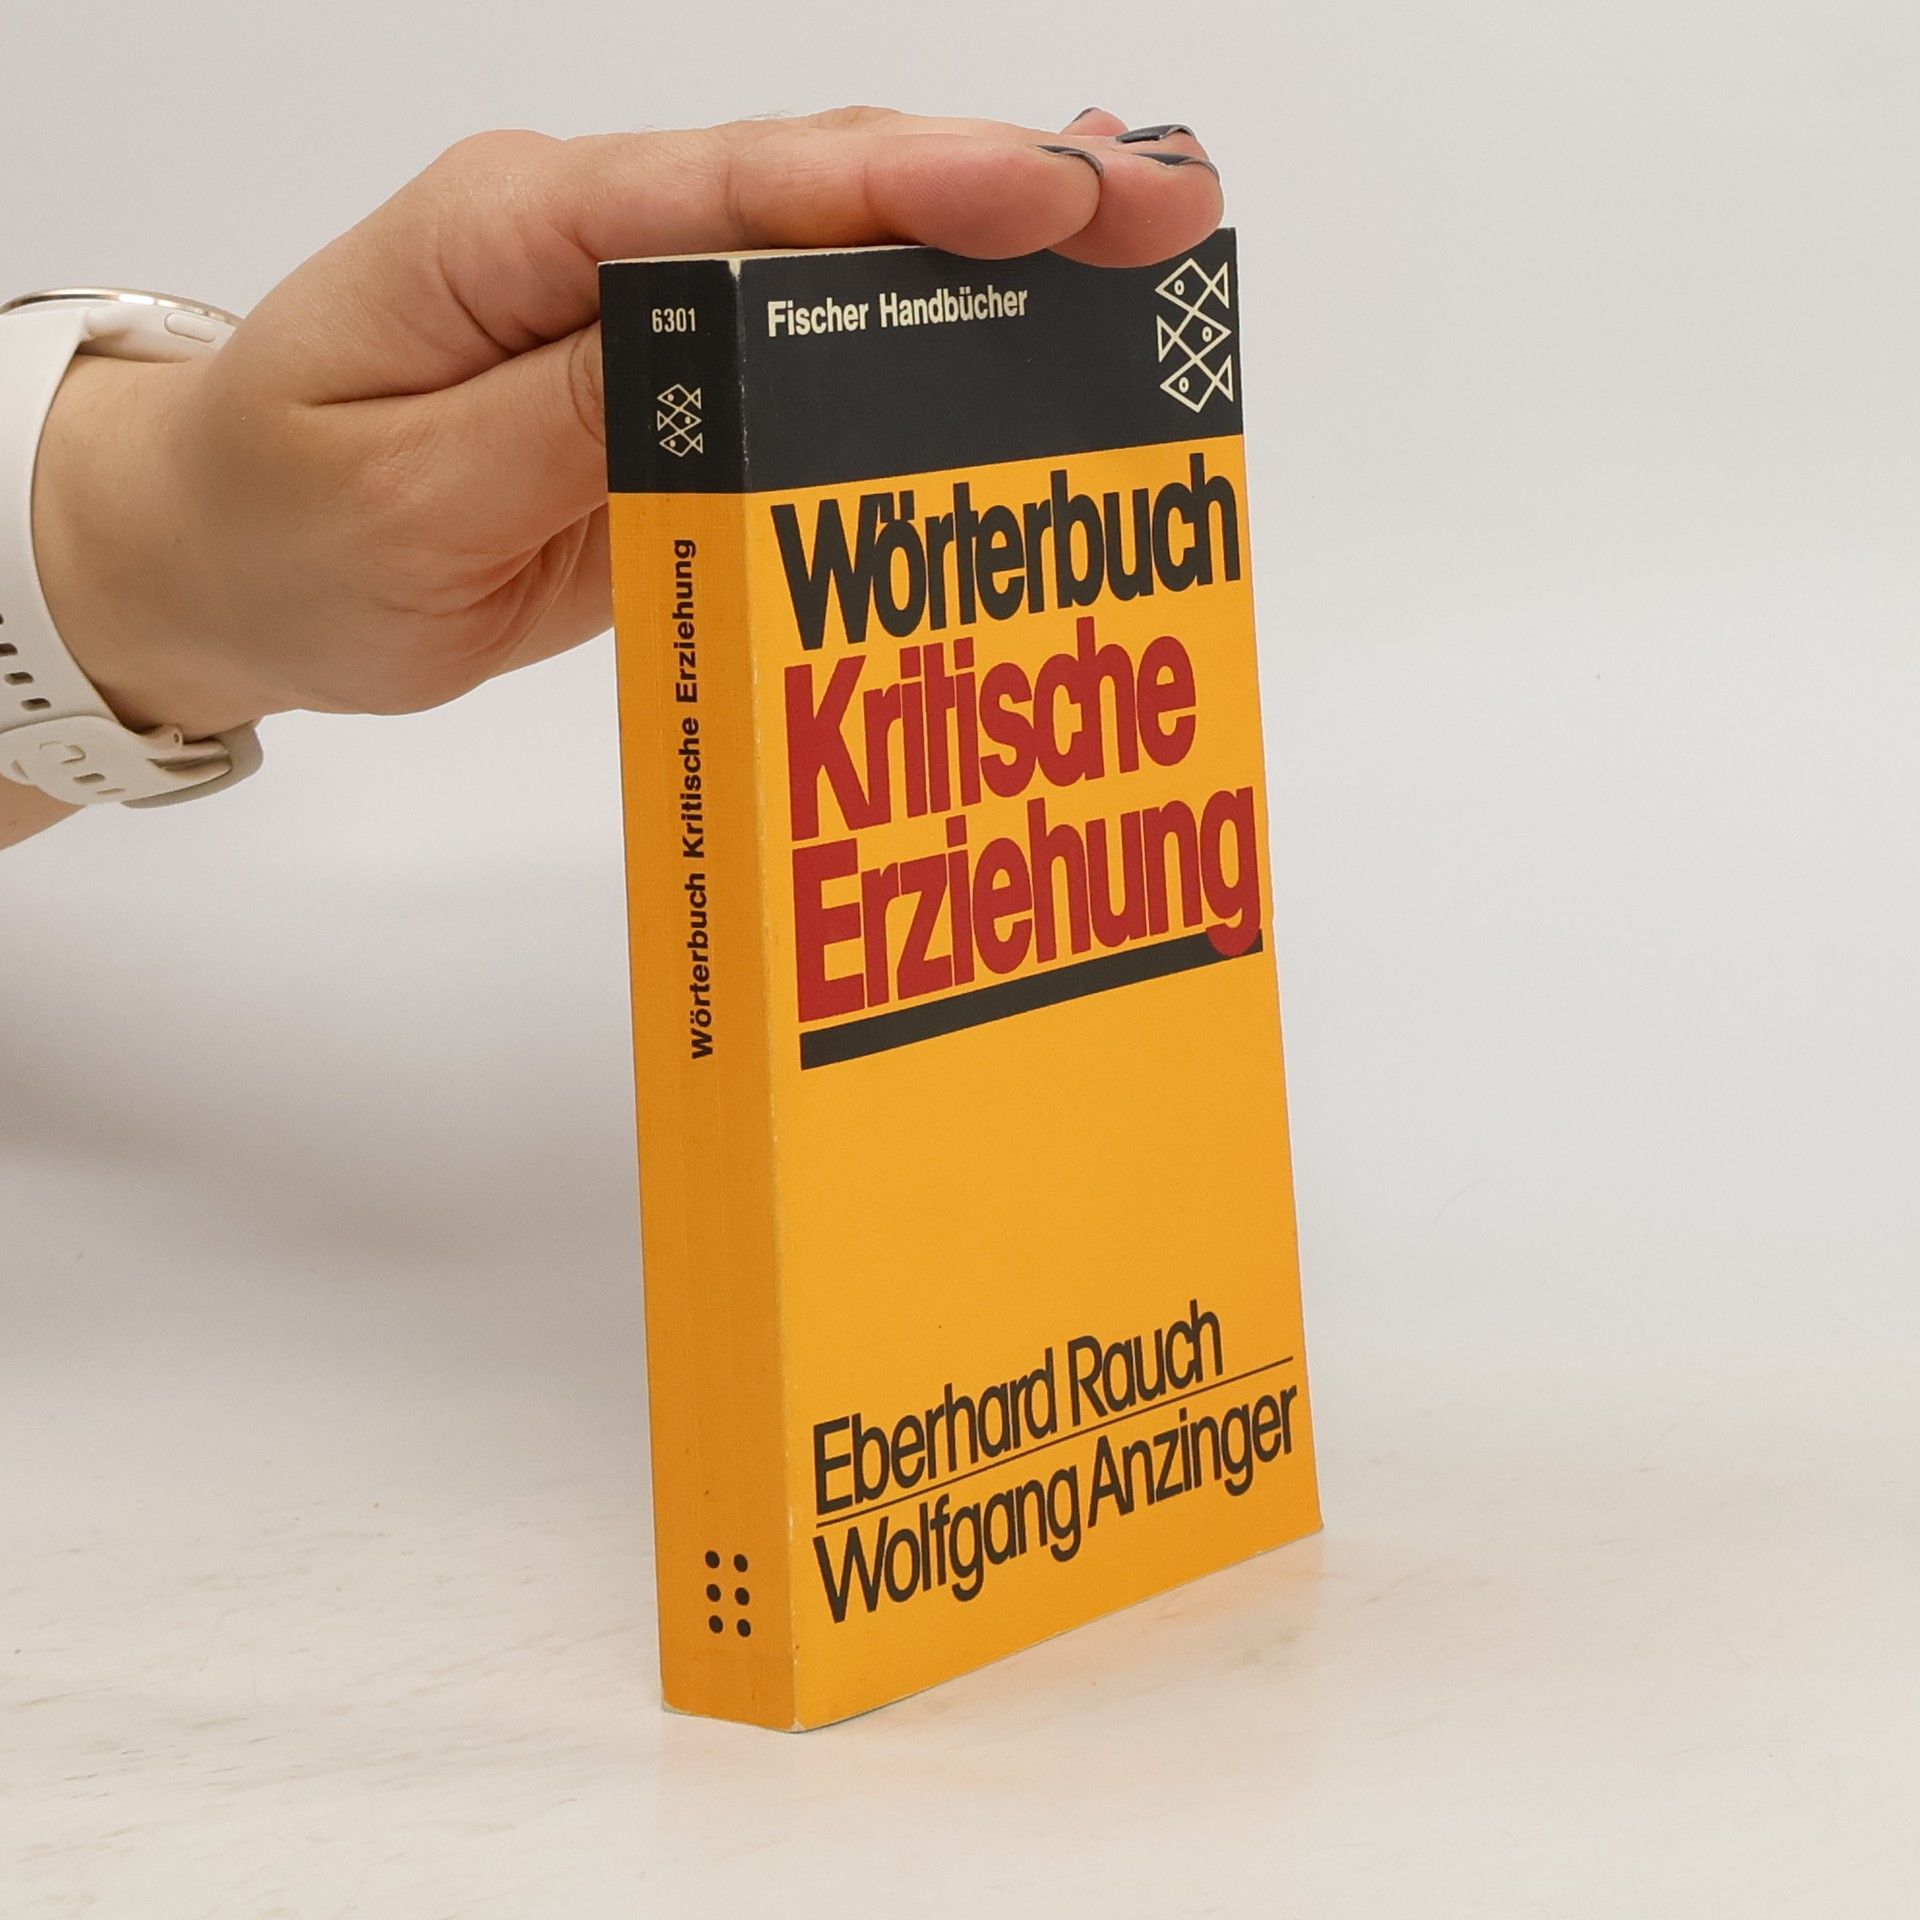 6301
Wörterbuch Kritische Erziehung
Fischer Handbücher
Wörterbuch
Kritische
Erziehung
Eberhard Rauch
Wolfgang Anzinger